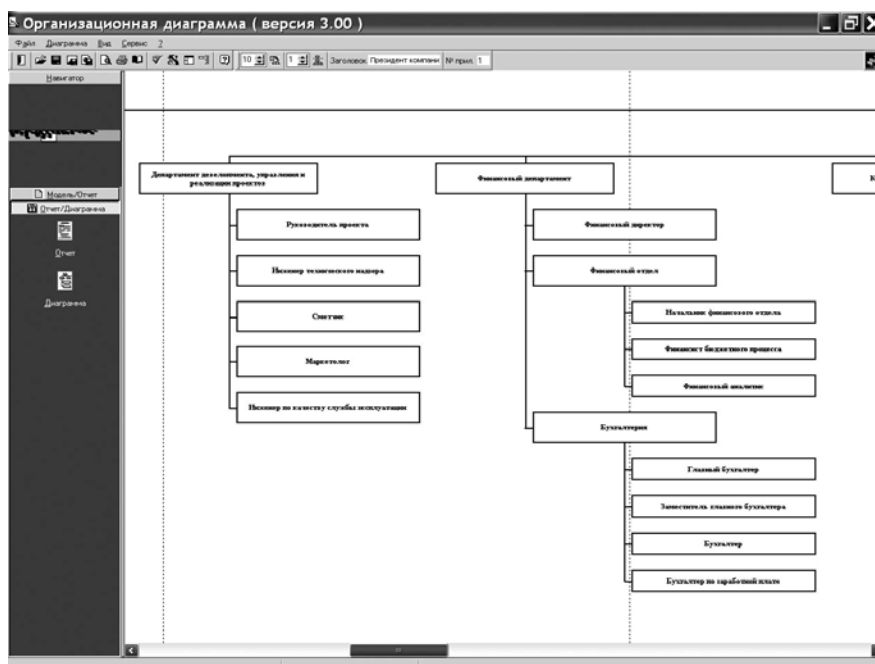 Организационная диаграмма ( версия 3.00 )
Файл Диаграмма Вид Сервис ?
10 1 Заголовок Президент компани № прил. 1
Навигатор
Модель/Отчет
Отчет/Диаграмма
Отчет
Диаграмма
Департамент девелопмента, управления и
реализации проектов
Руководитель проекта
Инженер технического надзора
Сметчик
Маркетолог
Инженер по качеству службы эксплуатации
Финансовый департамент
Финансовый директор
Финансовый отдел
Начальник финансового отдела
Финансист бюджетного процесса
Финансовый аналитик
Бухгалтерия
Главный бухгалтер
Заместитель главного бухгалтера
Бухгалтер
Бухгалтер по заработной плате
К